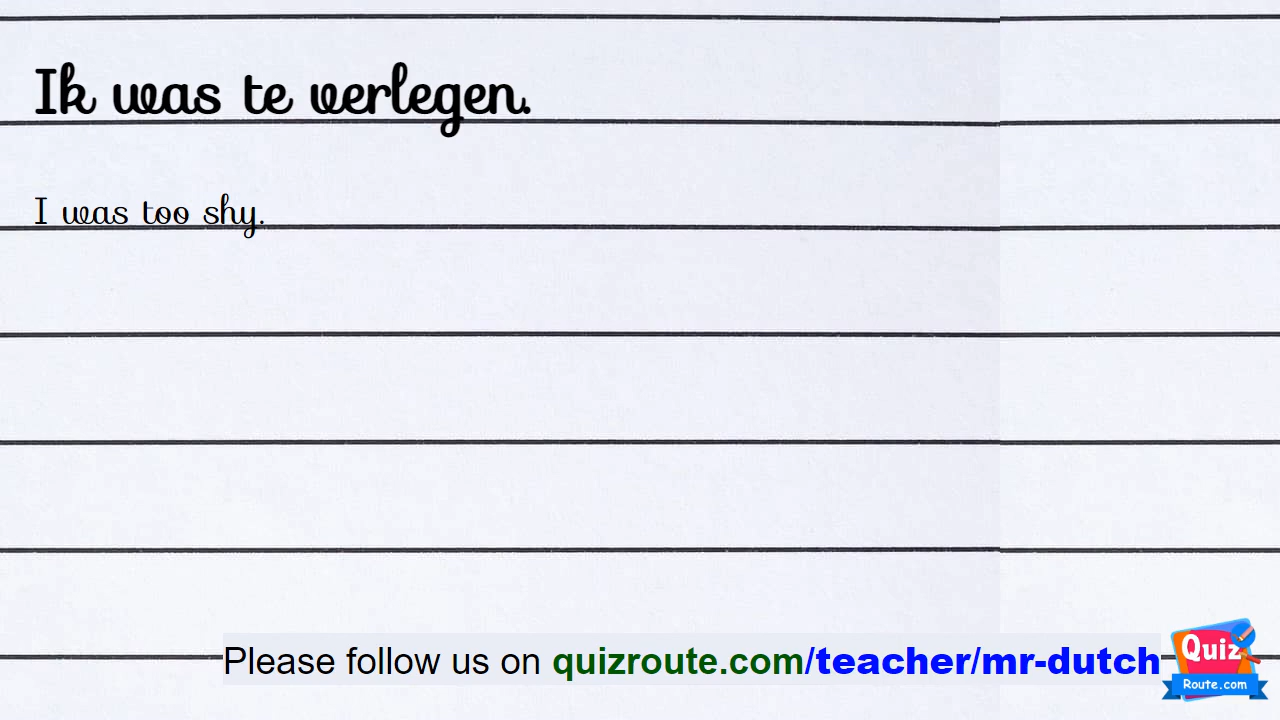 Ik was te verlegen.
I was too shy.
Please follow us on quizroute.com/teacher/mr-dutch
Quiz
Route.com